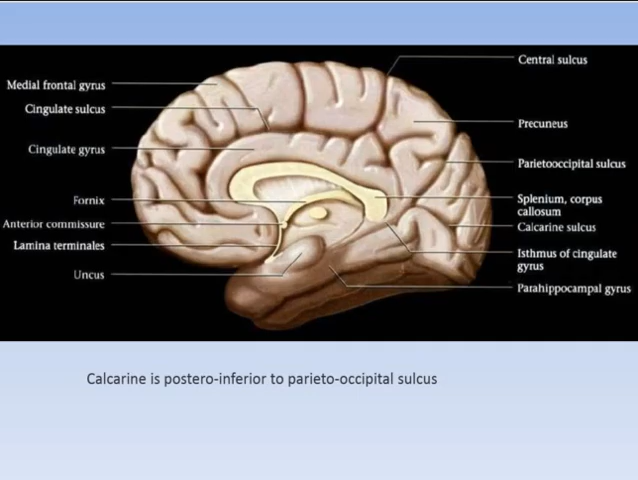 Central sulcus
Medial frontal gyrus
Cingulate sulcus
Precuneus
Cingulate gyrus
Parietooccipital sulcus
Fornix
Splenium, corpus
callosum
Anterior commissure
Calcarine sulcus
Lamina terminales
Isthmus of cingulate
gyrus
Uncus
Parahippocampal gyrus
Calcarine is postero-inferior to parieto-occipital sulcus